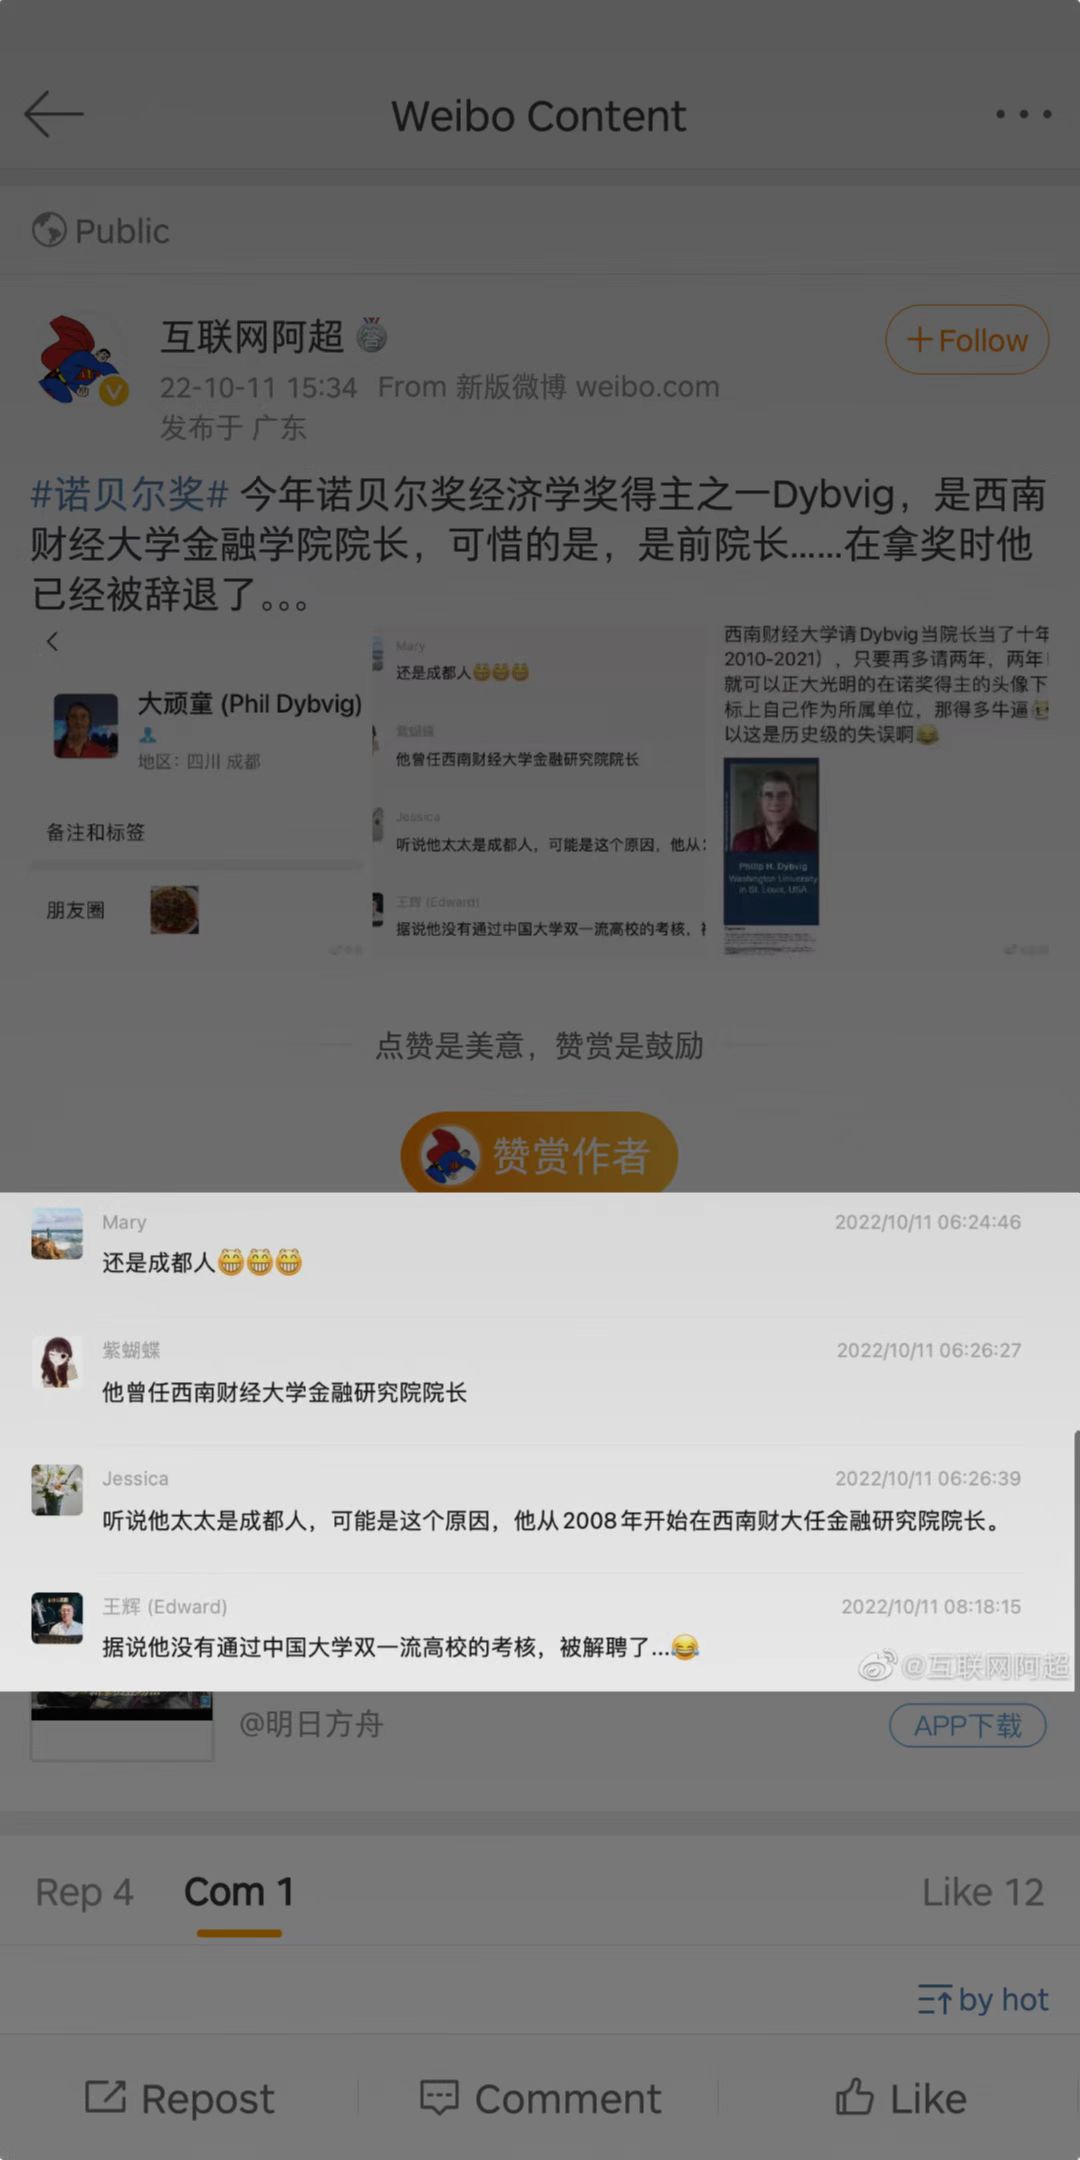 Weibo Content
Public
互联网阿超
答
+Follow
22-10-11 15:34 From 新版微博 weibo.com
发布于 广东
#诺贝尔奖# 今年诺贝尔奖经济学奖得主之一Dybvig，是西南
财经大学金融学院院长，可惜的是，是前院长……在拿奖时他
已经被辞退了。。。
大顽童 (Phil Dybvig)
地区：四川 成都
备注和标签
朋友圈
Mary
还是成都人
紫蝴蝶
他曾任西南财经大学金融研究院院长
Jessica
听说他太太是成都人，可能是这个原因，他从
王辉 (Edward)
据说他没有通过中国大学双一流高校的考核，
西南财经大学请Dybvig当院长当了十年
2010-2021），只要再多请两年，两年
就可以正大光明的在诺奖得主的头像下
标上自己作为所属单位，那得多牛逼
以这是历史级的失误啊
Philip H. Dybvig
Washington University
in St. Louis, USA
点赞是美意，赞赏是鼓励
赞赏作者
Mary
2022/10/11 06:24:46
还是成都人
紫蝴蝶
2022/10/11 06:26:27
他曾任西南财经大学金融研究院院长
Jessica
2022/10/11 06:26:39
听说他太太是成都人，可能是这个原因，他从2008年开始在西南财大任金融研究院院长。
王辉 (Edward)
2022/10/11 08:18:15
据说他没有通过中国大学双一流高校的考核，被解聘了...
@互联网阿超
@明日方舟
APP下载
Rep 4
Com 1
Like 12
by hot
Repost
Comment
Like